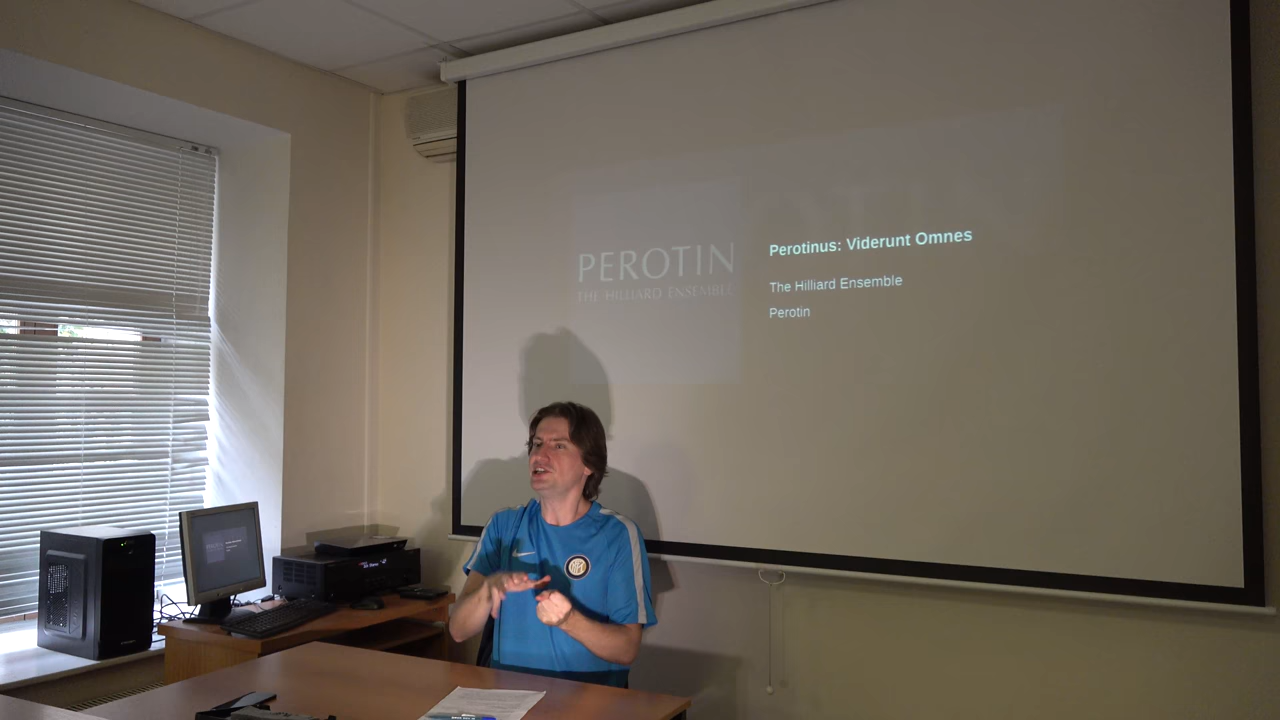 PEROTIN
THE HILLIARD ENSEMBLE
Perotinus: Viderunt Omnes
The Hilliard Ensemble
Perotin